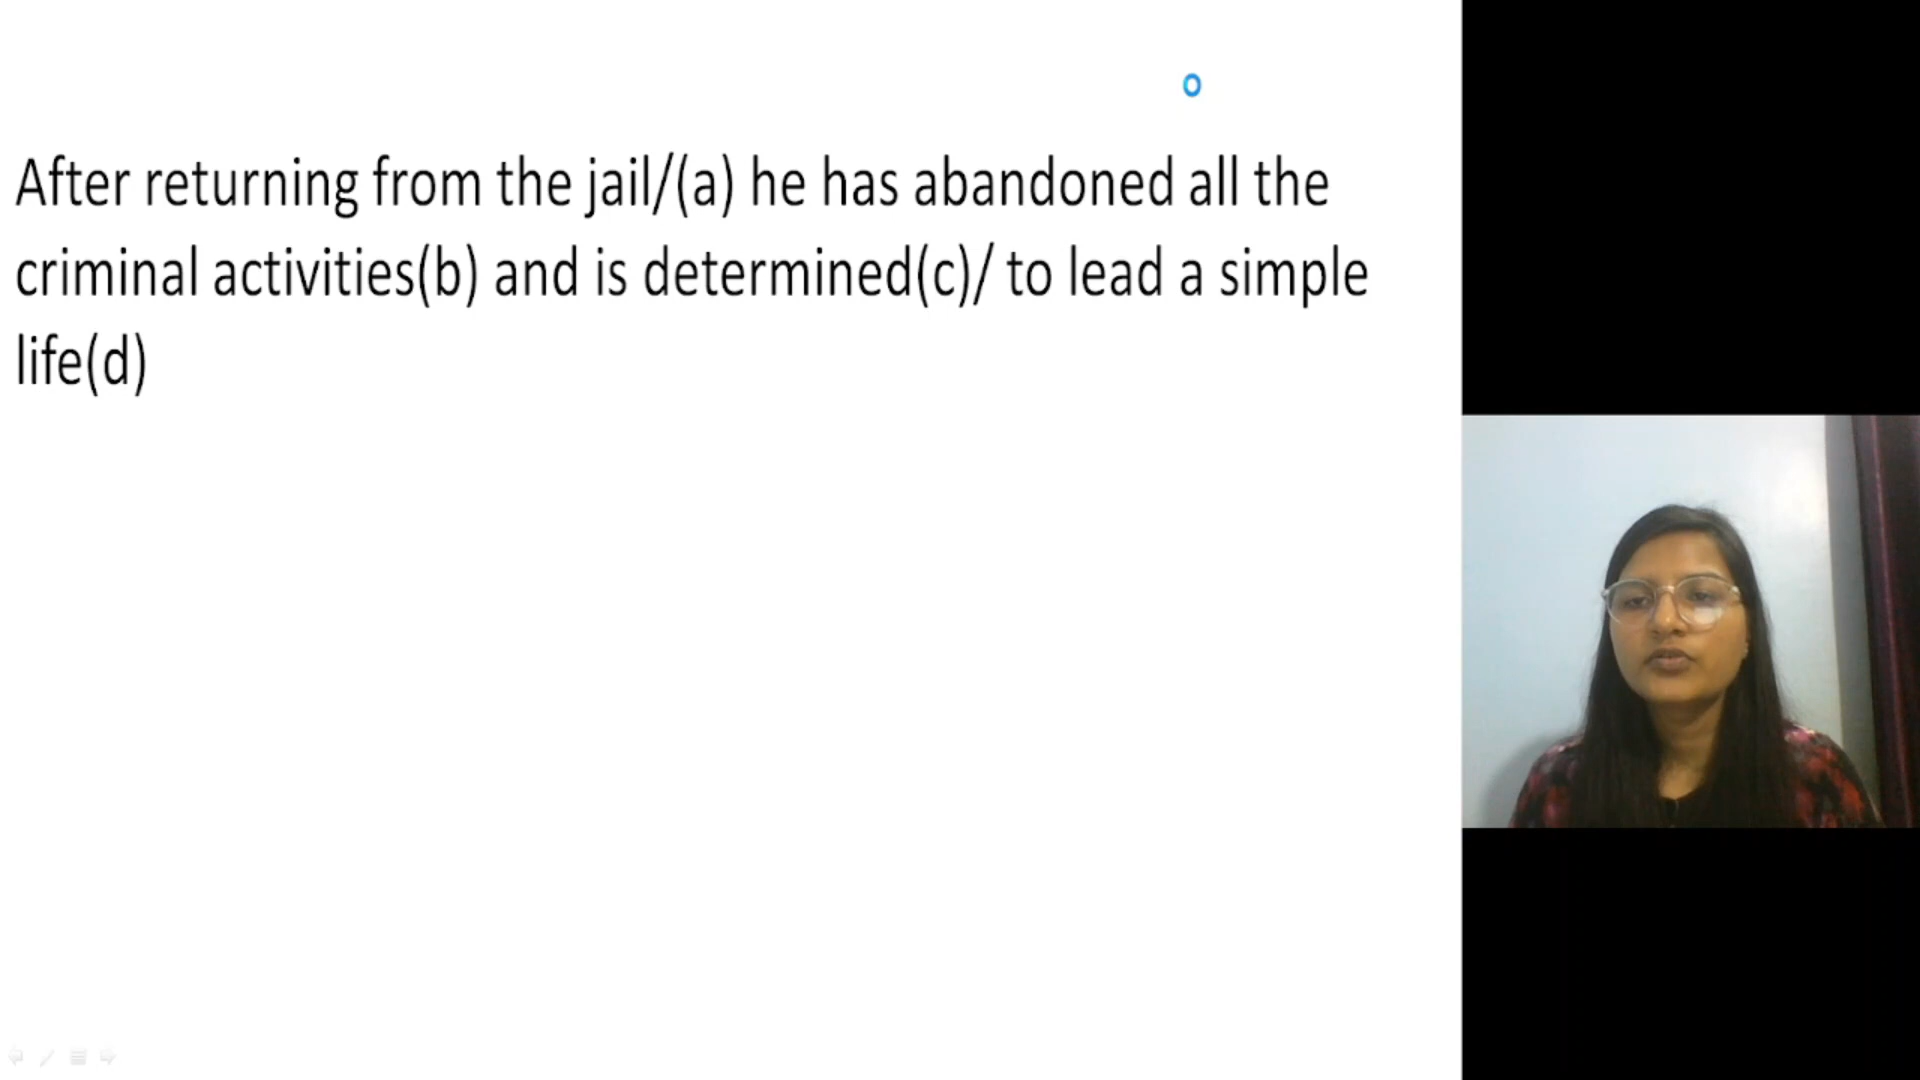 After returning from the jail/(a) he has abandoned all the
criminal activities(b) and is determined(c)/ to lead a simple
life(d)